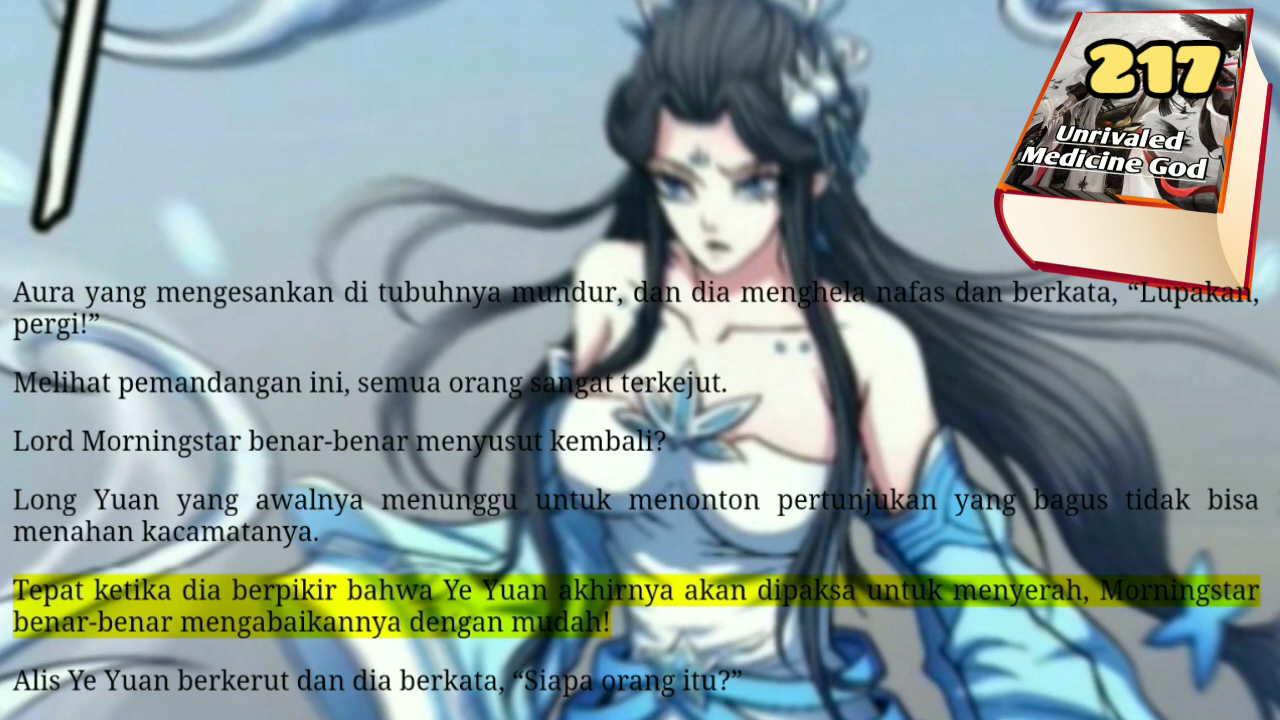 217
Unrivaled
Medicine God
Aura yang mengesankan di tubuhnya mundur, dan dia menghela nafas dan berkata, “Lupakan,
pergi!”
Melihat pemandangan ini, semua orang sangat terkejut.
Lord Morningstar benar-benar menyusut kembali?
Long Yuan yang awalnya menunggu untuk menonton pertunjukan yang bagus tidak bisa
menahan kacamatanya.
Tepat ketika dia berpikir bahwa Ye Yuan akhirnya akan dipaksa untuk menyerah, Morningstar
benar-benar mengabaikannya dengan mudah!
Alis Ye Yuan berkerut dan dia berkata, “Siapa orang itu?”